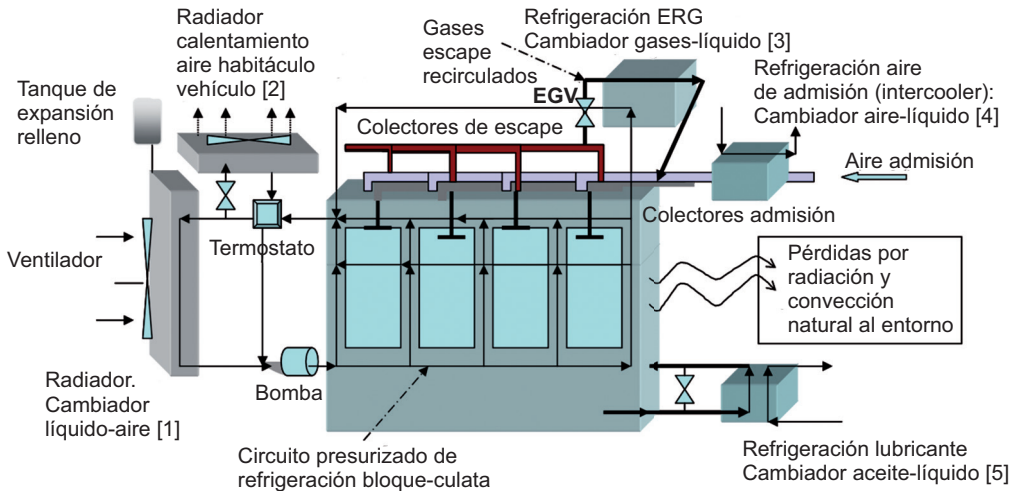 Radiador
calentamiento
aire habitáculo
vehículo [2]
Gases
escape
recirculados
Refrigeración ERG
Cambiador gases-líquido [3]
Refrigeración aire
de admisión (intercooler):
Cambiador aire-líquido [4]
Tanque de
expansión
relleno
EGV
Colectores de escape
Aire admisión
Colectores admisión
Termostato
Ventilador
Pérdidas por
radiación y
convección
natural al entorno
Bomba
Radiador.
Cambiador
líquido-aire [1]
Circuito presurizado de
refrigeración bloque-culata
Refrigeración lubricante
Cambiador aceite-líquido [5]